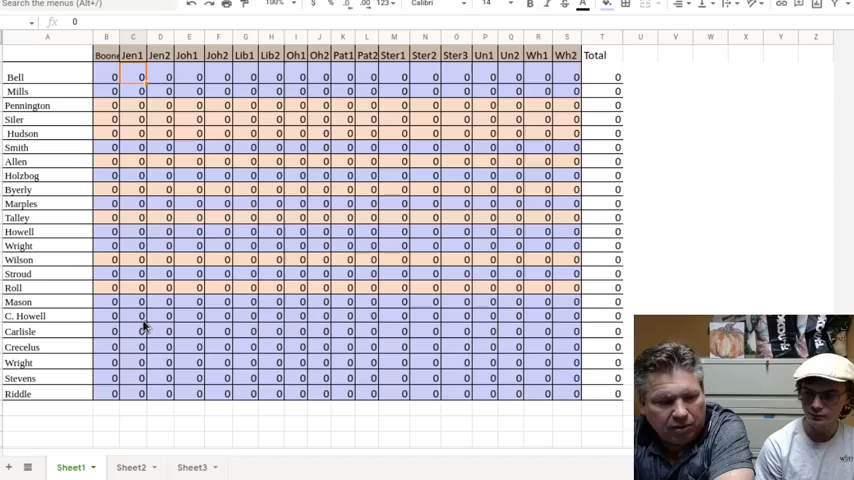 Search the menus (Alt+/) 100% $ % .0 .00 123 Calibri 14 B I S A
fx 0
A B C D E F G H I J K L M N O P Q R S T U V W X Y Z
Boone Jen1 Jen2 Joh1 Joh2 Lib1 Lib2 Oh1 Oh2 Pat1 Pat2 Ster1 Ster2 Ster3 Un1 Un2 Wh1 Wh2 Total
Bell 0 0 0 0 0 0 0 0 0 0 0 0 0 0 0 0 0 0 0
Mills 0 0 0 0 0 0 0 0 0 0 0 0 0 0 0 0 0 0 0
Pennington 0 0 0 0 0 0 0 0 0 0 0 0 0 0 0 0 0 0 0
Siler 0 0 0 0 0 0 0 0 0 0 0 0 0 0 0 0 0 0 0
Hudson 0 0 0 0 0 0 0 0 0 0 0 0 0 0 0 0 0 0 0
Smith 0 0 0 0 0 0 0 0 0 0 0 0 0 0 0 0 0 0 0
Allen 0 0 0 0 0 0 0 0 0 0 0 0 0 0 0 0 0 0 0
Holzbog 0 0 0 0 0 0 0 0 0 0 0 0 0 0 0 0 0 0 0
Byerly 0 0 0 0 0 0 0 0 0 0 0 0 0 0 0 0 0 0 0
Marples 0 0 0 0 0 0 0 0 0 0 0 0 0 0 0 0 0 0 0
Talley 0 0 0 0 0 0 0 0 0 0 0 0 0 0 0 0 0 0 0
Howell 0 0 0 0 0 0 0 0 0 0 0 0 0 0 0 0 0 0 0
Wright 0 0 0 0 0 0 0 0 0 0 0 0 0 0 0 0 0 0 0
Wilson 0 0 0 0 0 0 0 0 0 0 0 0 0 0 0 0 0 0 0
Stroud 0 0 0 0 0 0 0 0 0 0 0 0 0 0 0 0 0 0 0
Roll 0 0 0 0 0 0 0 0 0 0 0 0 0 0 0 0 0 0 0
Mason 0 0 0 0 0 0 0 0 0 0 0 0 0 0 0 0 0 0 0
C. Howell 0 0 0 0 0 0 0 0 0 0 0 0 0 0 0 0 0 0 0
Carlisle 0 0 0 0 0 0 0 0 0 0 0 0 0 0 0 0 0 0 0
Crecelus 0 0 0 0 0 0 0 0 0 0 0 0 0 0 0 0 0 0 0
Wright 0 0 0 0 0 0 0 0 0 0 0 0 0 0 0 0 0 0 0
Stevens 0 0 0 0 0 0 0 0 0 0 0 0 0 0 0 0 0 0 0
Riddle 0 0 0 0 0 0 0 0 0 0 0 0 0 0 0 0 0 0 0
Sheet1 Sheet2 Sheet3